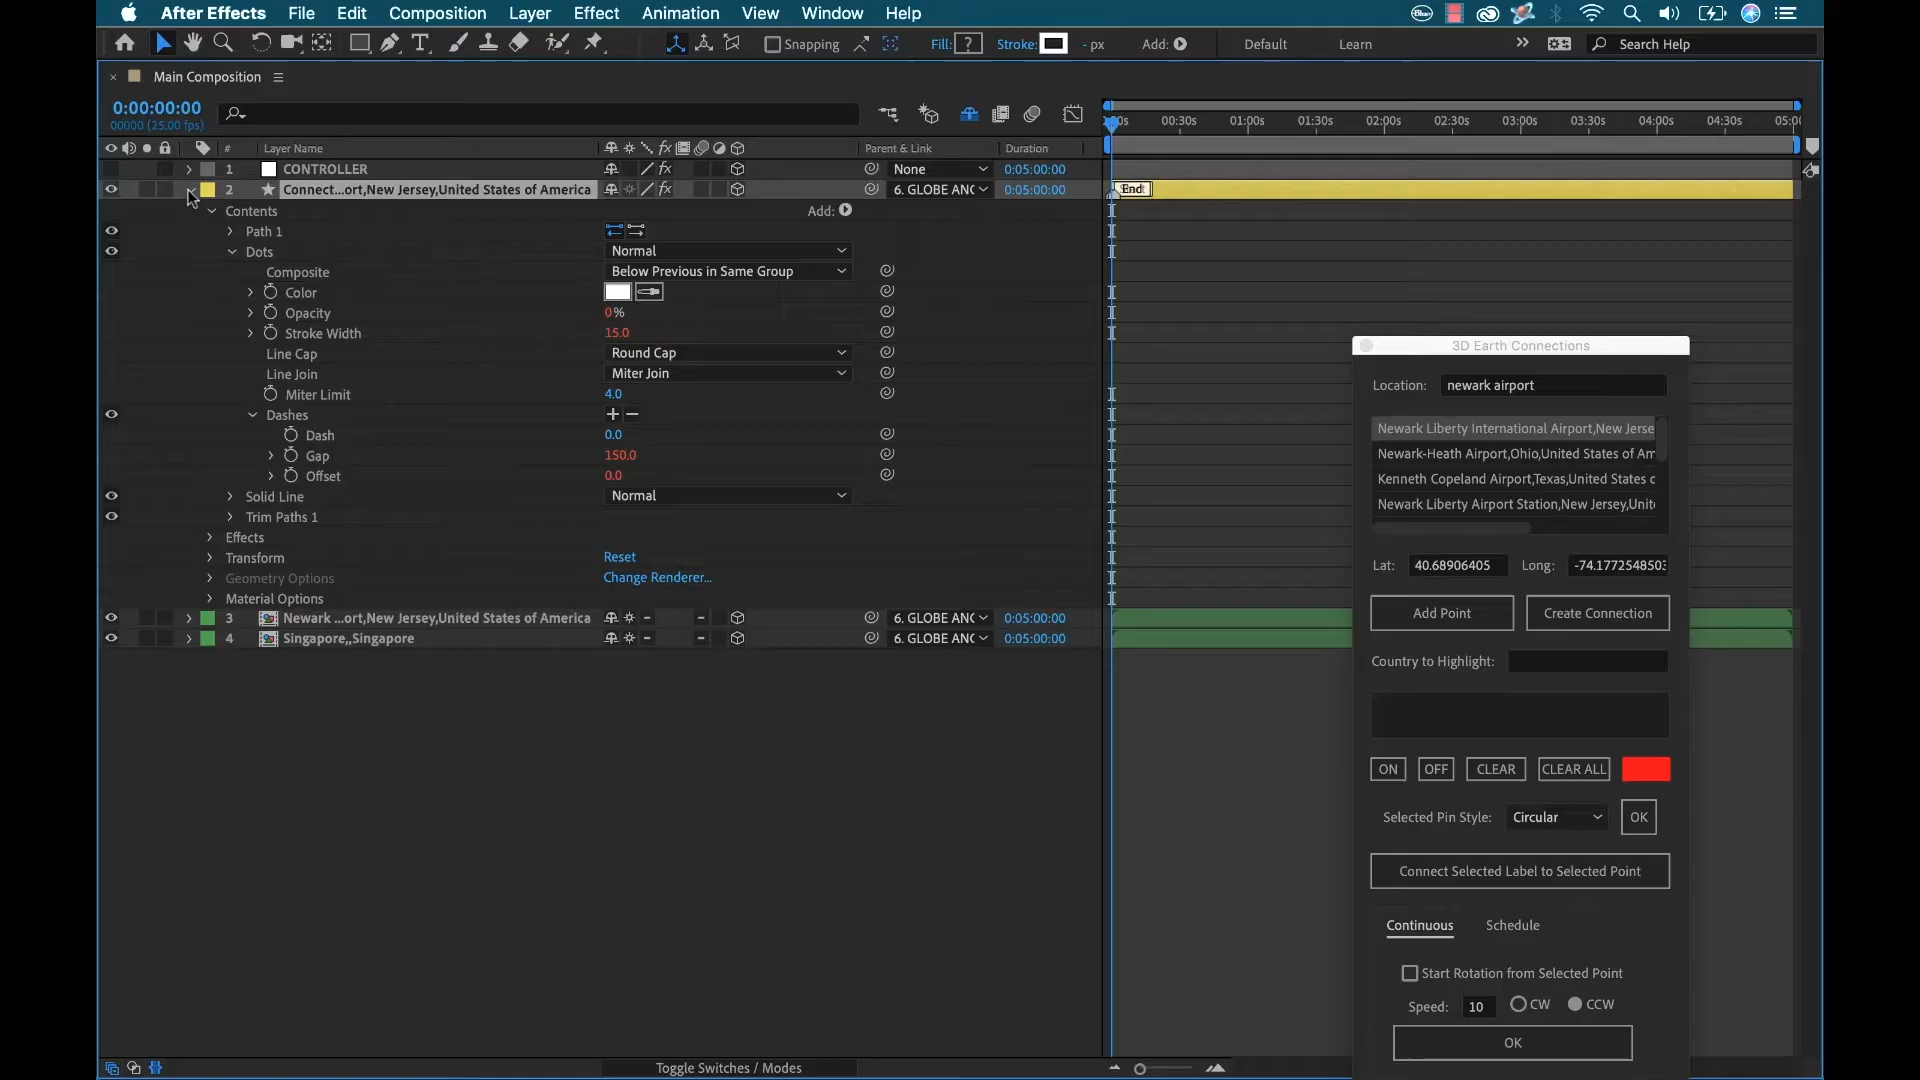 After Effects File Edit Composition Layer Effect Animation View Window Help
Snapping Fill: ? Stroke: - px Add: Default Learn Search Help
Main Composition
0:00:00:00
00000 (25.00 fps)
00:30s 01:00s 01:30s 02:00s 02:30s 03:00s 03:30s 04:00s 04:30s
# Layer Name fx Parent & Link Duration
1 CONTROLLER fx None 0:05:00:00
2 Connect...ort,New Jersey,United States of America fx 6. GLOBE ANC 0:05:00:00 End
Contents Add:
Path 1
Dots Normal
Composite Below Previous in Same Group
Color
Opacity 0%
Stroke Width 15.0
Line Cap Round Cap
Line Join Miter Join
Miter Limit 4.0
Dashes + −
Dash 0.0
Gap 150.0
Offset 0.0
Solid Line Normal
Trim Paths 1
Effects
Transform Reset
Geometry Options Change Renderer...
Material Options
3 Newark ...ort,New Jersey,United States of America 6. GLOBE ANC 0:05:00:00
4 Singapore,,Singapore 6. GLOBE ANC 0:05:00:00
Toggle Switches / Modes
3D Earth Connections
Location: newark airport
Newark Liberty International Airport,New Jerse
Newark-Heath Airport,Ohio,United States of Am
Kenneth Copeland Airport,Texas,United States
Newark Liberty Airport Station,New Jersey,Unit
Lat: 40.68906405 Long: -74.1772548503
Add Point Create Connection
Country to Highlight:
ON OFF CLEAR CLEAR ALL
Selected Pin Style: Circular OK
Connect Selected Label to Selected Point
Continuous Schedule
Start Rotation from Selected Point
Speed: 10 CW CCW
OK